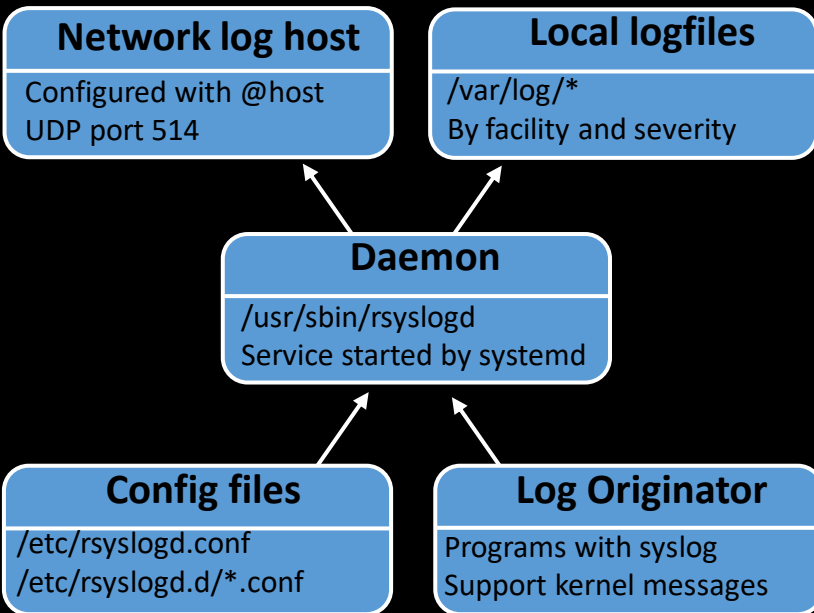 Network log host
Configured with @host
UDP port 514
Local logfiles
/var/log/*
By facility and severity
Daemon
/usr/sbin/rsyslogd
Service started by systemd
Config files
/etc/rsyslogd.conf
/etc/rsyslogd.d/*.conf
Log Originator
Programs with syslog
Support kernel messages